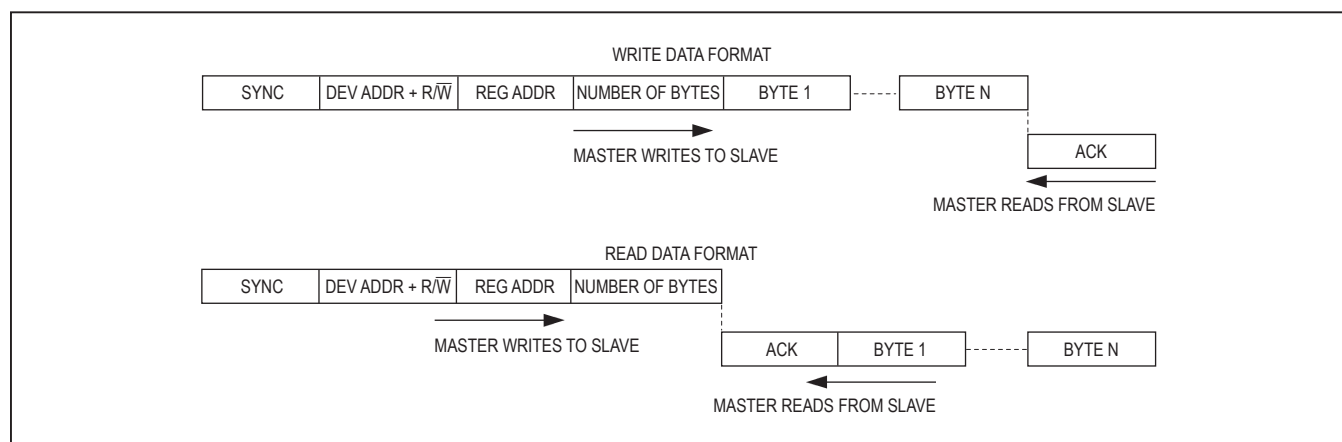 WRITE DATA FORMAT
SYNC DEV ADDR + R/W̅ REG ADDR NUMBER OF BYTES BYTE 1 BYTE N
MASTER WRITES TO SLAVE
ACK
MASTER READS FROM SLAVE
READ DATA FORMAT
SYNC DEV ADDR + R/W̅ REG ADDR NUMBER OF BYTES
MASTER WRITES TO SLAVE
ACK BYTE 1 BYTE N
MASTER READS FROM SLAVE